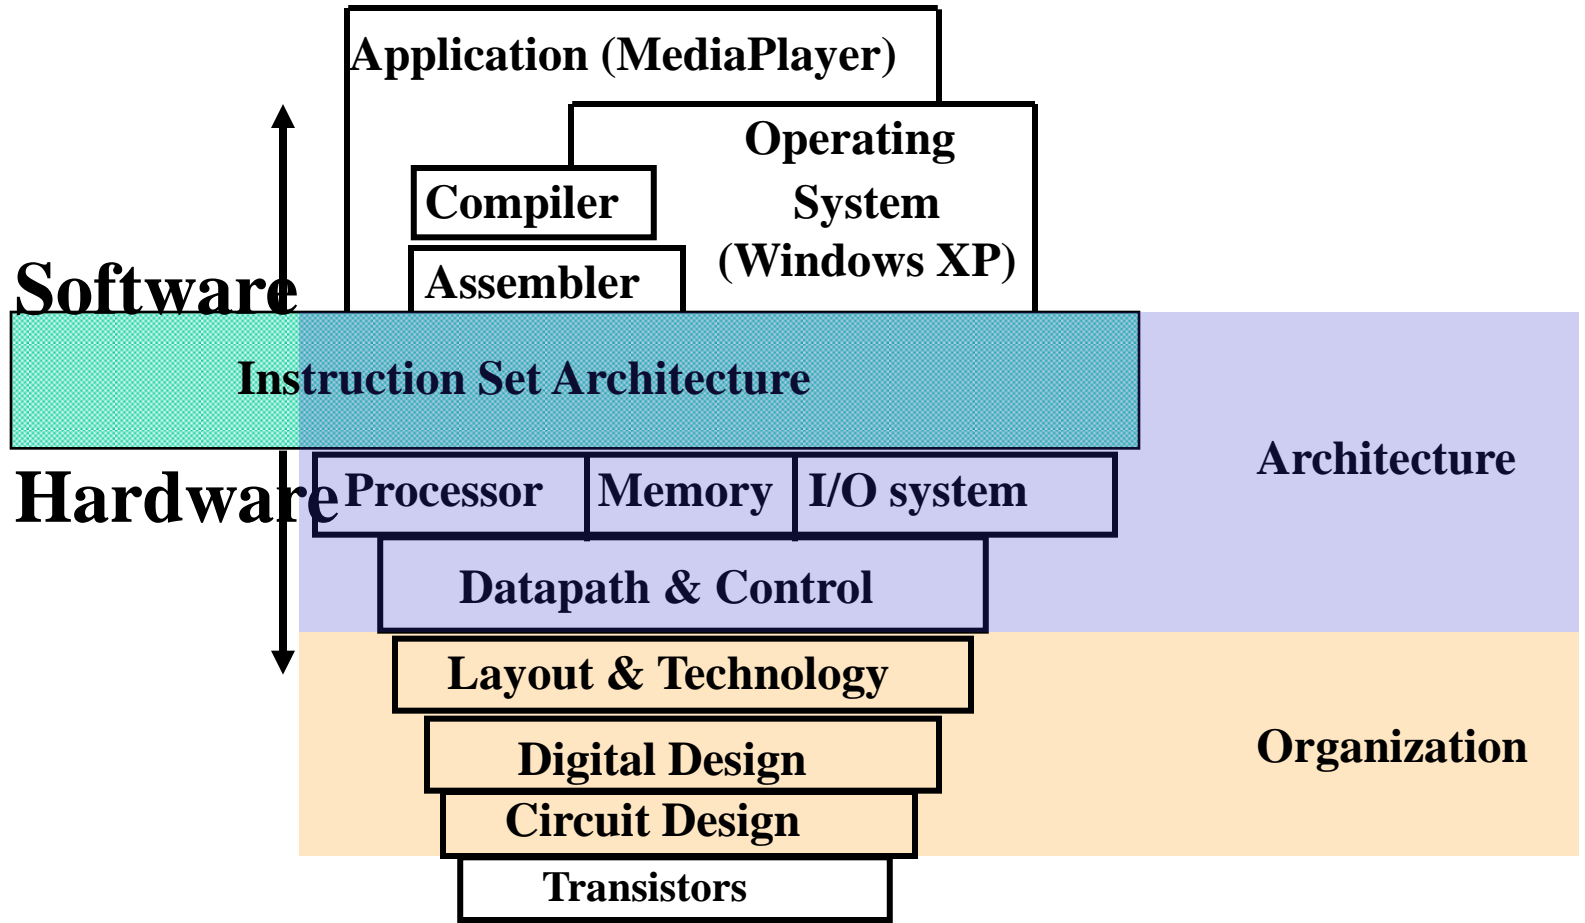 Application (MediaPlayer)
Operating
System
(Windows XP)
Compiler
Assembler
Software
Instruction Set Architecture
Hardware
Processor
Memory
I/O system
Architecture
Datapath & Control
Layout & Technology
Digital Design
Organization
Circuit Design
Transistors